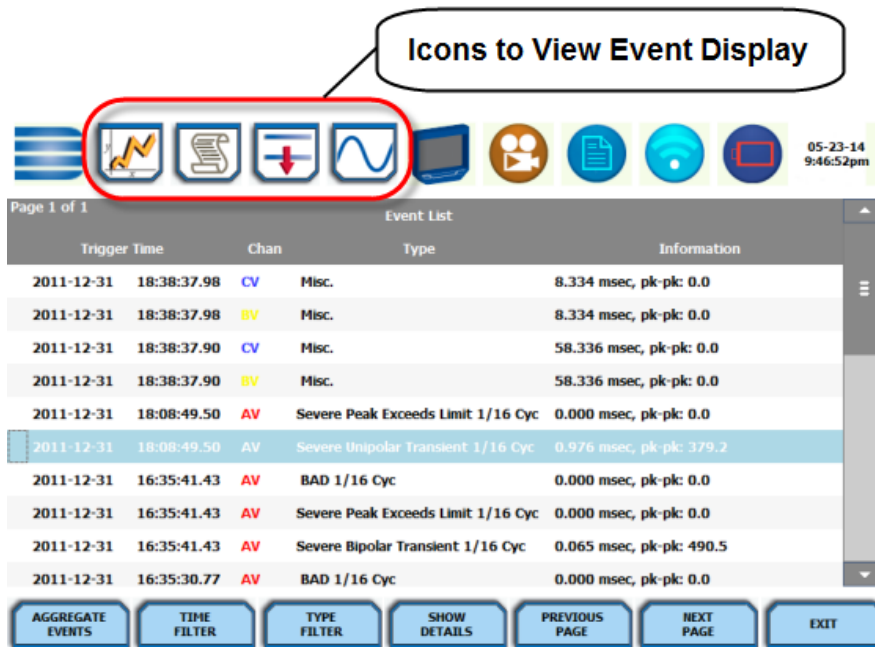 Icons to View Event Display
05-23-14
9:46:52pm
Page 1 of 1
Event List
Trigger Time Chan Type Information
2011-12-31 18:38:37.98 CV Misc. 8.334 msec, pk-pk: 0.0
2011-12-31 18:38:37.98 BV Misc. 8.334 msec, pk-pk: 0.0
2011-12-31 18:38:37.90 CV Misc. 58.336 msec, pk-pk: 0.0
2011-12-31 18:38:37.90 BV Misc. 58.336 msec, pk-pk: 0.0
2011-12-31 18:08:49.50 AV Severe Peak Exceeds Limit 1/16 Cyc 0.000 msec, pk-pk: 0.0
2011-12-31 18:08:49.50 AV Severe Unipolar Transient 1/16 Cyc 0.976 msec, pk-pk: 379.2
2011-12-31 16:35:41.43 AV BAD 1/16 Cyc 0.000 msec, pk-pk: 0.0
2011-12-31 16:35:41.43 AV Severe Peak Exceeds Limit 1/16 Cyc 0.000 msec, pk-pk: 0.0
2011-12-31 16:35:41.43 AV Severe Bipolar Transient 1/16 Cyc 0.065 msec, pk-pk: 490.5
2011-12-31 16:35:30.77 AV BAD 1/16 Cyc 0.000 msec, pk-pk: 0.0
AGGREGATE EVENTS
TIME FILTER
TYPE FILTER
SHOW DETAILS
PREVIOUS PAGE
NEXT PAGE
EXIT